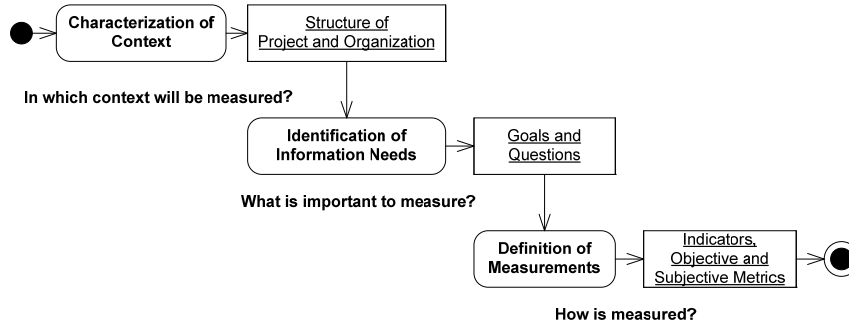 Characterization of
Context
Structure of
Project and Organization
In which context will be measured?
Identification of
Information Needs
Goals and
Questions
What is important to measure?
Definition of
Measurements
Indicators,
Objective and
Subjective Metrics
How is measured?